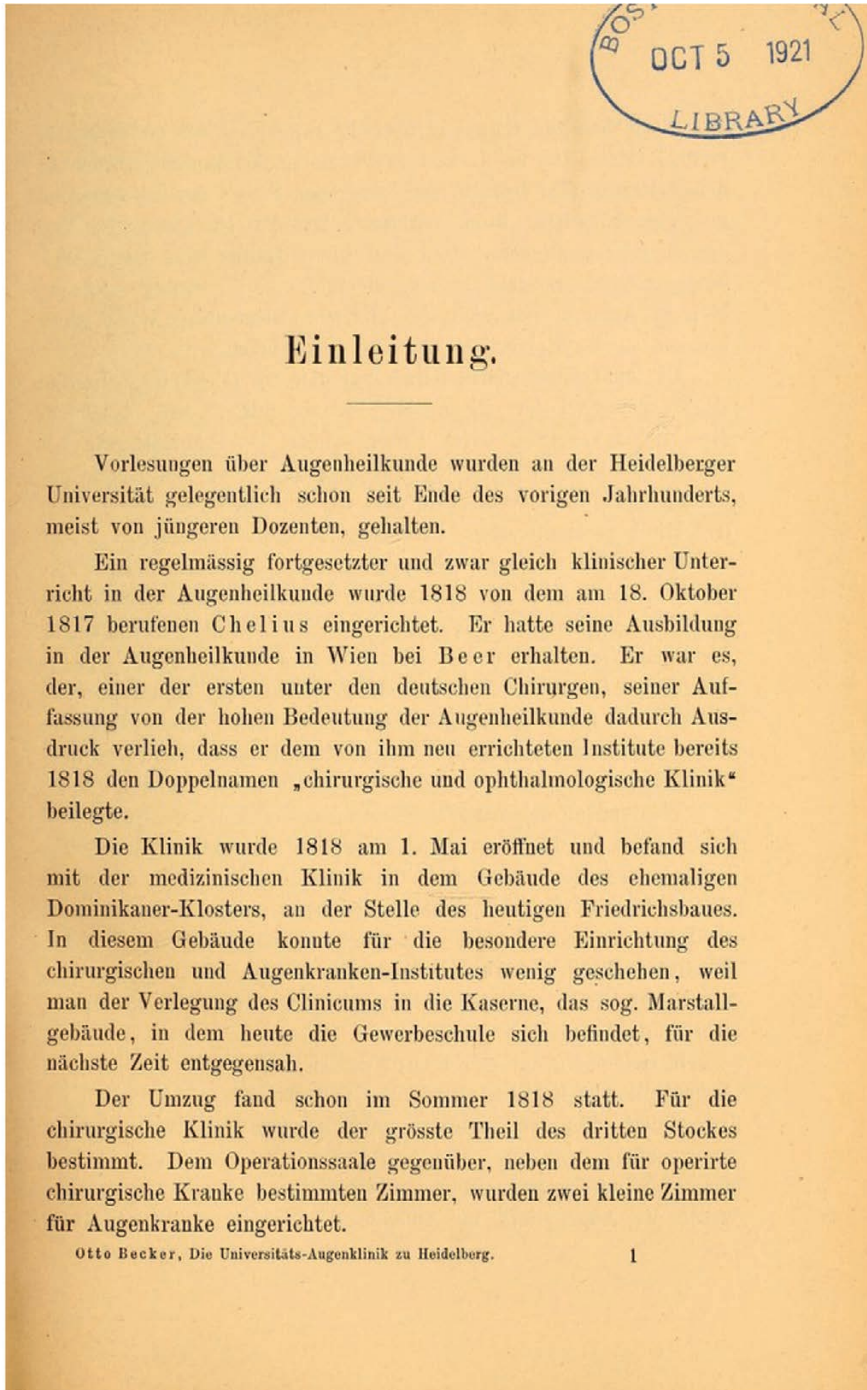 OCT 5 1921
LIBRARY
Einleitung.
Vorlesungen über Augenheilkunde wurden an der Heidelberger
Universität gelegentlich schon seit Ende des vorigen Jahrhunderts,
meist von jüngeren Dozenten, gehalten.
Ein regelmässig fortgesetzter und zwar gleich klinischer Unter-
richt in der Augenheilkunde wurde 1818 von dem am 18. Oktober
1817 berufenen Chelius eingerichtet. Er hatte seine Ausbildung
in der Augenheilkunde in Wien bei Beer erhalten. Er war es,
der, einer der ersten unter den deutschen Chirurgen, seiner Auf-
fassung von der hohen Bedeutung der Augenheilkunde dadurch Aus-
druck verlieh, dass er dem von ihm neu errichteten Institute bereits
1818 den Doppelnamen „chirurgische und ophthalmologische Klinik“
beilegte.
Die Klinik wurde 1818 am 1. Mai eröffnet und befand sich
mit der medizinischen Klinik in dem Gebäude des ehemaligen
Dominikaner-Klosters, an der Stelle des heutigen Friedrichsbaues.
In diesem Gebäude konnte für die besondere Einrichtung des
chirurgischen und Augenkranken-Institutes wenig geschehen, weil
man der Verlegung des Clinicums in die Kaserne, das sog. Marstall-
gebäude, in dem heute die Gewerbeschule sich befindet, für die
nächste Zeit entgegensah.
Der Umzug fand schon im Sommer 1818 statt. Für die
chirurgische Klinik wurde der grösste Theil des dritten Stockes
bestimmt. Dem Operationssaale gegenüber, neben dem für operirte
chirurgische Kranke bestimmten Zimmer, wurden zwei kleine Zimmer
für Augenkranke eingerichtet.
Otto Becker, Die Universitäts-Augenklinik zu Heidelberg. 1